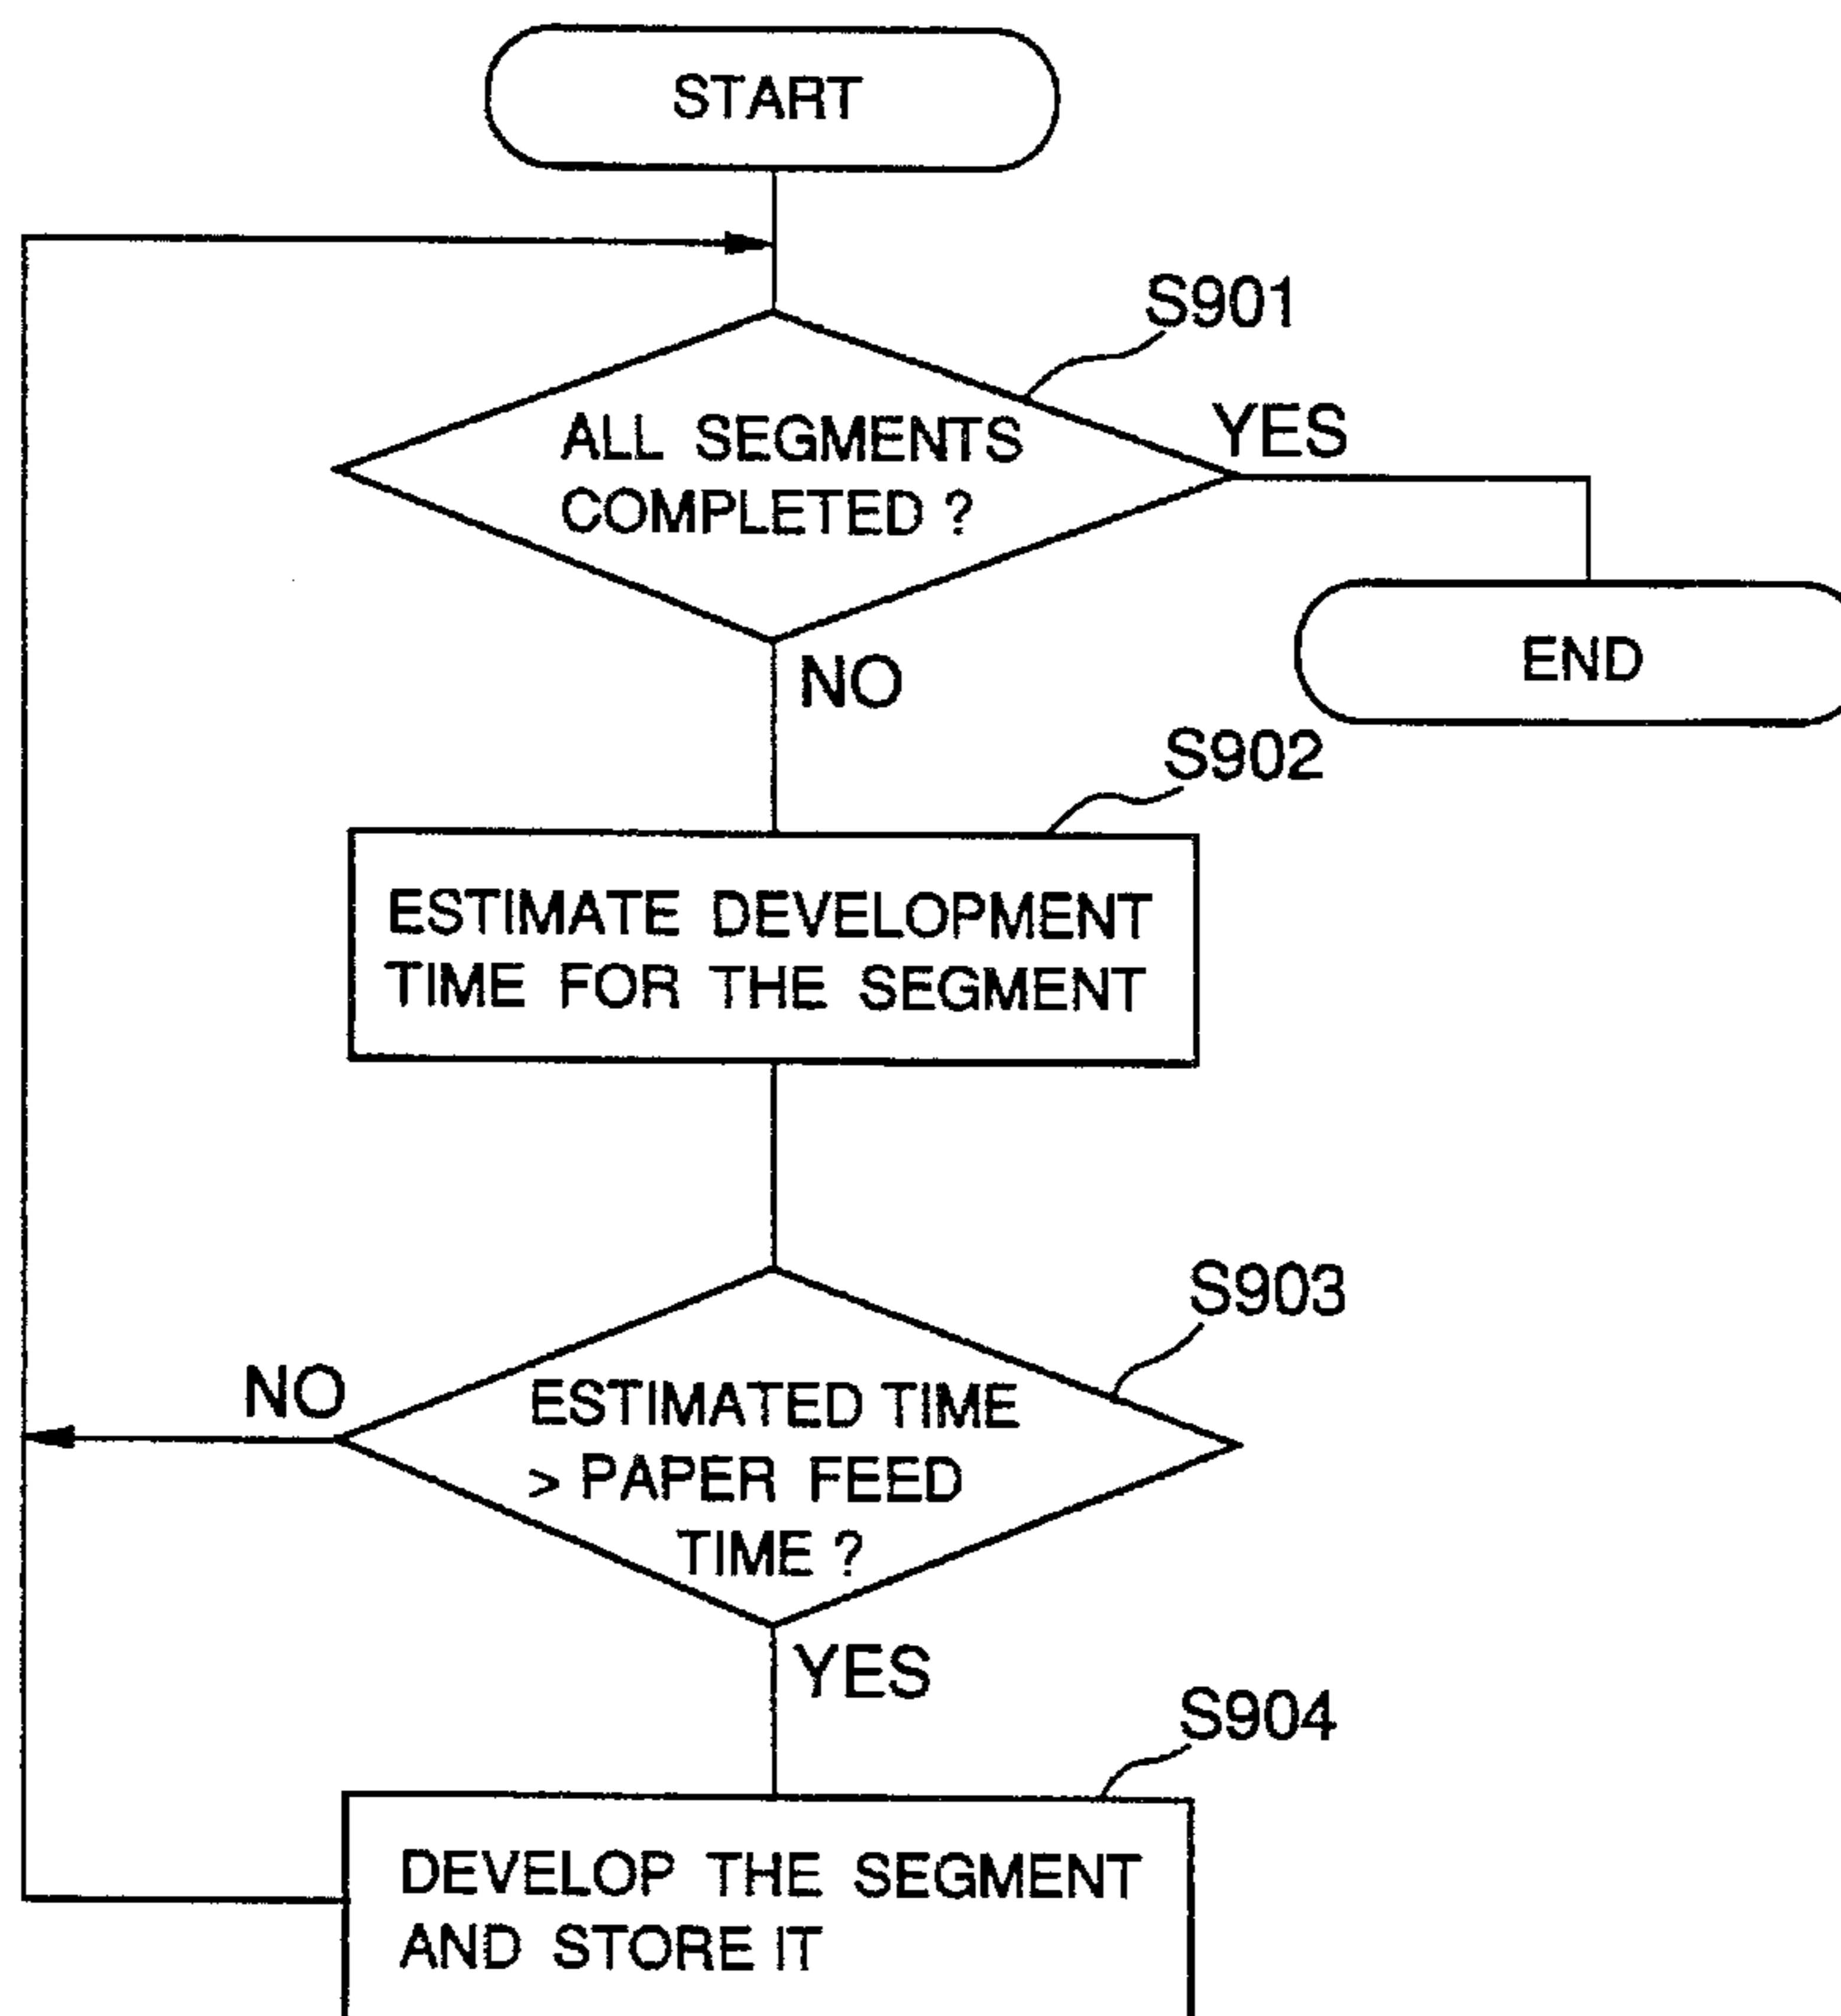 START
S901
ALL SEGMENTS
COMPLETED ?
YES
NO
END
S902
ESTIMATE DEVELOPMENT
TIME FOR THE SEGMENT
S903
NO
ESTIMATED TIME
> PAPER FEED
TIME ?
YES
S904
DEVELOP THE SEGMENT
AND STORE IT